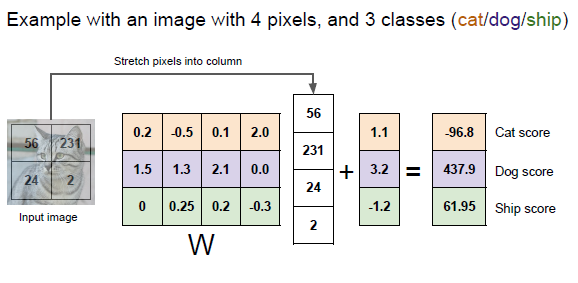 Example with an image with 4 pixels, and 3 classes (cat/dog/ship)
Stretch pixels into column
56 231
24 2
Input image
0.2 -0.5 0.1 2.0
1.5 1.3 2.1 0.0
0 0.25 0.2 -0.3
W
56
231
24
2
+
1.1
3.2
-1.2
=
-96.8 Cat score
437.9 Dog score
61.95 Ship score